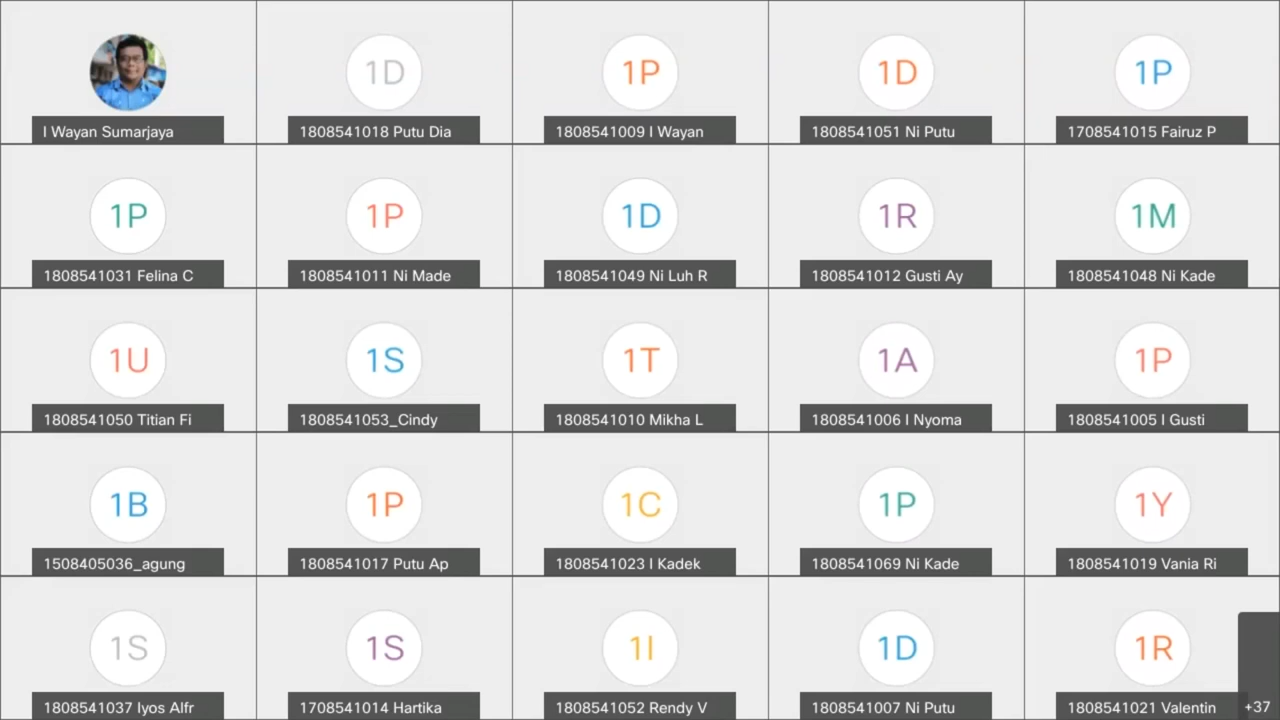 I Wayan Sumarjaya
1D
1808541018 Putu Dia
1P
1808541009 I Wayan
1D
1808541051 Ni Putu
1P
1708541015 Fairuz P
1P
1808541031 Felina C
1P
1808541011 Ni Made
1D
1808541049 Ni Luh R
1R
1808541012 Gusti Ay
1M
1808541048 Ni Kade
1U
1808541050 Titian Fi
1S
1808541053_Cindy
1T
1808541010 Mikha L
1A
1808541006 I Nyoma
1P
1808541005 I Gusti
1B
1508405036_agung
1P
1808541017 Putu Ap
1C
1808541023 I Kadek
1P
1808541069 Ni Kade
1Y
1808541019 Vania Ri
1S
1808541037 Iyos Alfr
1S
1708541014 Hartika
1I
1808541052 Rendy V
1D
1808541007 Ni Putu
1R
1808541021 Valentin
+37